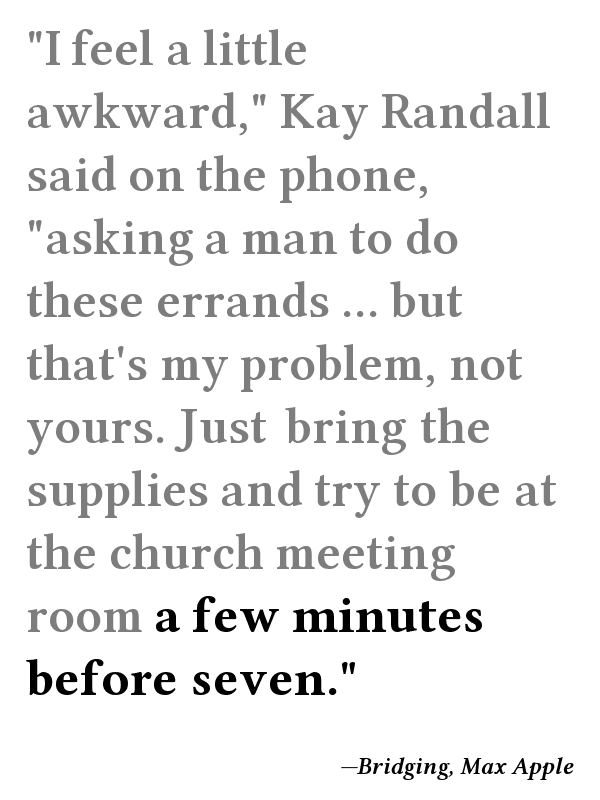 "I feel a little
awkward," Kay Randall
said on the phone,
"asking a man to do
these errands ... but
that's my problem, not
yours. Just bring the
supplies and try to be at
the church meeting
room a few minutes
before seven."
—Bridging, Max Apple